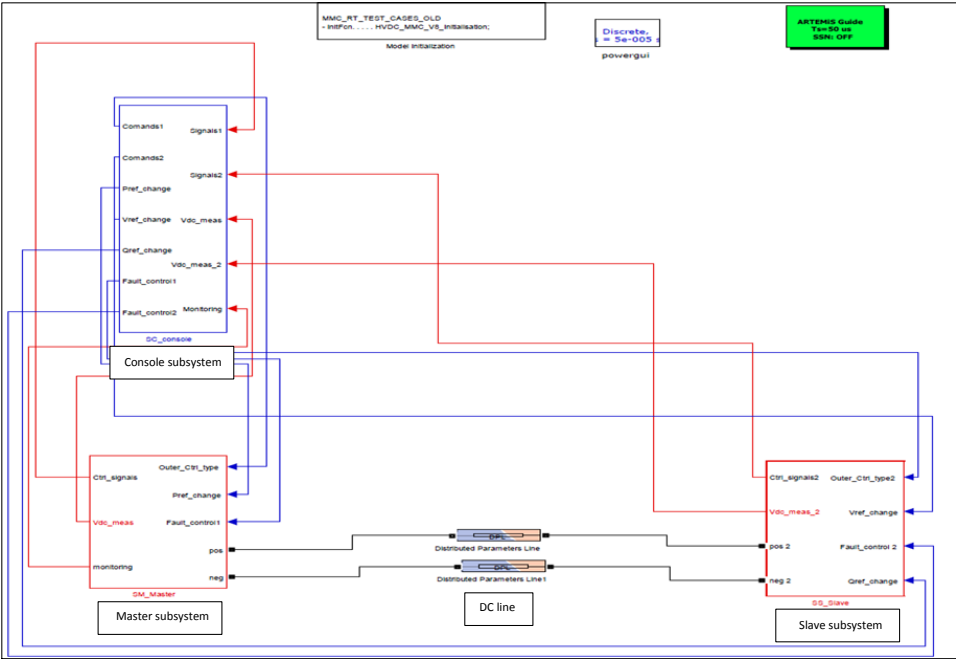 MMC_RT_TEST_CASES_OLD
- InitFcn. . . . . HVDC_MMC_V8_Initialisation;
Model Initialization
Discrete,
s = 5e-005 s
powergui
ARTEMiS Guide
Ts=50 us
SSN: OFF
Comands1
Signals1
Comands2
Signals2
Pref_change
Vref_change
Vdc_meas
Qref_change
Vdc_meas_2
Fault_control1
Fault_control2
Monitoring
SC_console
Console subsystem
Ctrl_signals
Outer_Ctrl_type
Pref_change
Vdc_meas
Fault_control1
pos
monitoring
neg
SM_Master
Master subsystem
Distributed Parameters Line
Distributed Parameters Line1
DC line
Ctrl_signals2
Outer_Ctrl_type2
Vdc_meas_2
Vref_change
pos 2
Fault_control 2
neg 2
Qref_change
SS_Slave
Slave subsystem